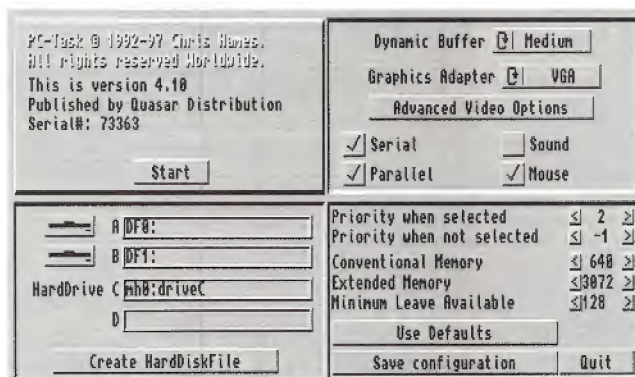 PC-Task © 1992-97 Chris Hames.
All rights reserved Worldwide.
This is version 4.10
Published by Quasar Distribution
Serial#: 73363
Start
Dynamic Buffer Medium
Graphics Adapter VGA
Advanced Video Options
✓ Serial Sound
✓ Parallel ✓ Mouse
A DF0:
B DF1:
HardDrive C mh0:driveC
D
Create HardDiskFile
Priority when selected < 2 >
Priority when not selected < -1 >
Conventional Memory < 640 >
Extended Memory < 3072 >
Minimum Leave Available < 128 >
Use Defaults
Save configuration Quit